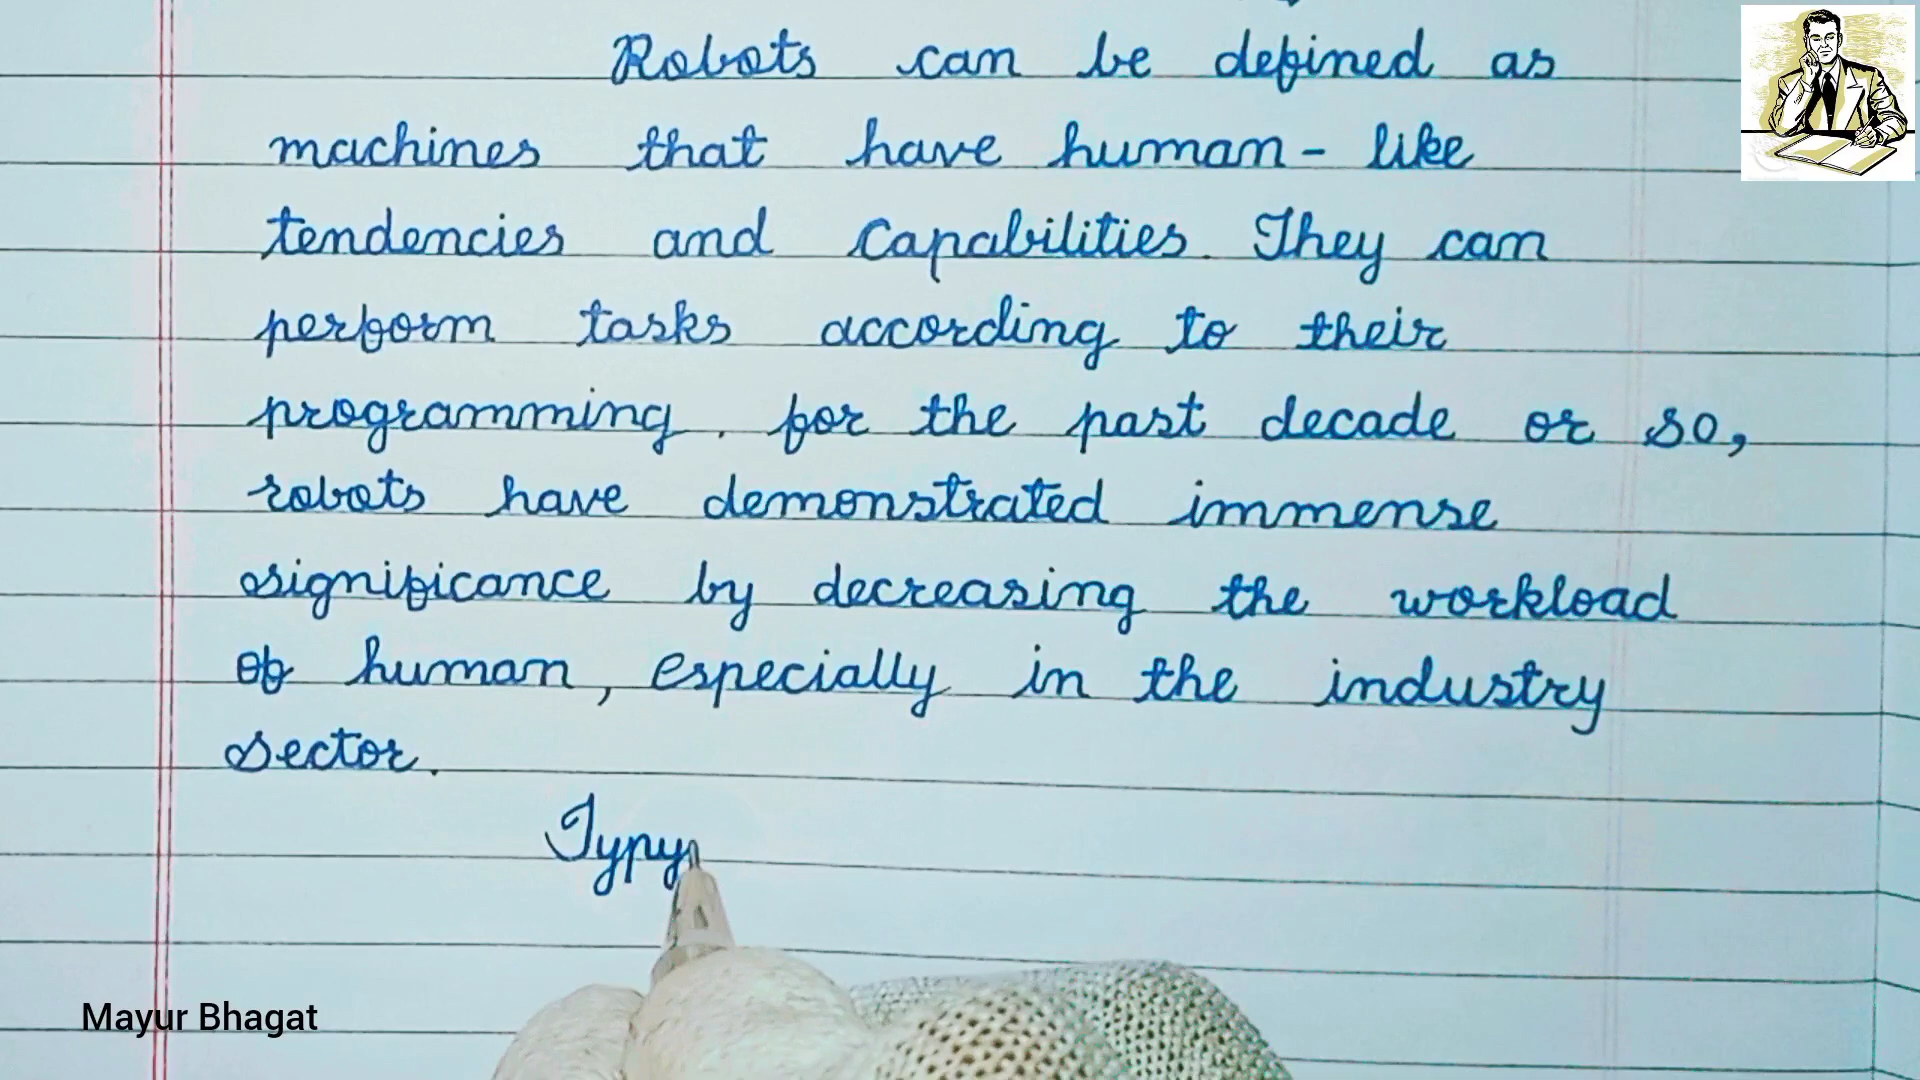 Robots can be defined as
machines that have human-like
tendencies and Capabilities. They can
perform tasks according to their
programming. for the past decade or so,
robots have demonstrated immense
significance by decreasing the workload
of human, especially in the industry
sector.
Typy
Mayur Bhagat